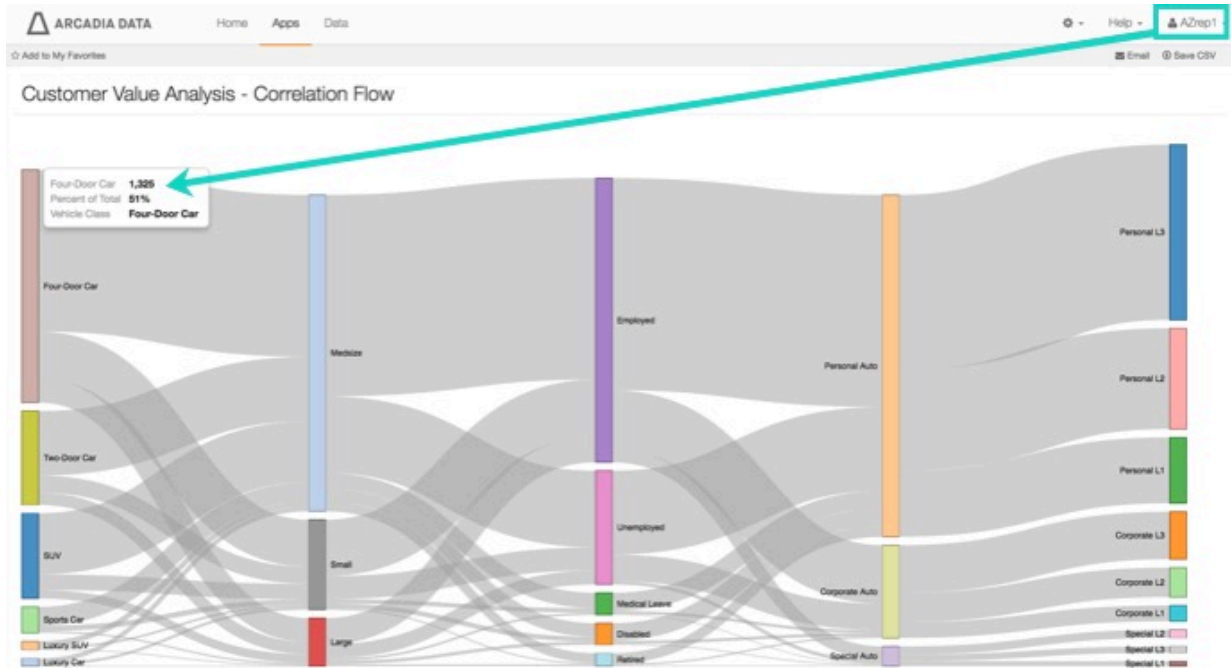 ARCADIA DATA Home Apps Data Help AZrep1
Add to My Favorites Email Save CSV
Customer Value Analysis - Correlation Flow
Four-Door Car 1,325
Percent of Total 51%
Vehicle Class Four-Door Car
Four-Door Car
Two-Door Car
SUV
Sports Car
Luxury SUV
Luxury Car
Medsize
Small
Large
Employed
Unemployed
Medical Leave
Disabled
Retired
Personal Auto
Corporate Auto
Special Auto
Personal L3
Personal L2
Personal L1
Corporate L3
Corporate L2
Corporate L1
Special L2
Special L3
Special L1